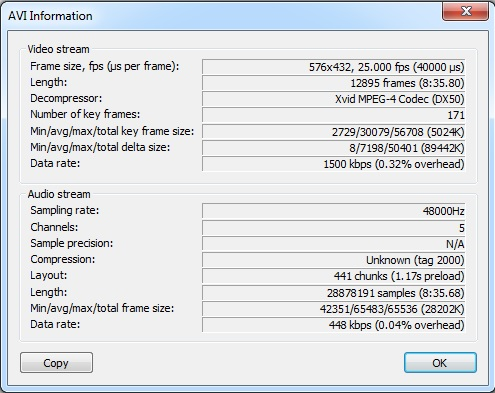 AVI Information
Video stream
Frame size, fps (µs per frame): 576x432, 25.000 fps (40000 µs)
Length: 12895 frames (8:35.80)
Decompressor: Xvid MPEG-4 Codec (DX50)
Number of key frames: 171
Min/avg/max/total key frame size: 2729/30079/56708 (5024K)
Min/avg/max/total delta size: 8/7198/50401 (89442K)
Data rate: 1500 kbps (0.32% overhead)
Audio stream
Sampling rate: 48000Hz
Channels: 5
Sample precision: N/A
Compression: Unknown (tag 2000)
Layout: 441 chunks (1.17s preload)
Length: 28878191 samples (8:35.68)
Min/avg/max/total frame size: 42351/65483/65536 (28202K)
Data rate: 448 kbps (0.04% overhead)
Copy OK